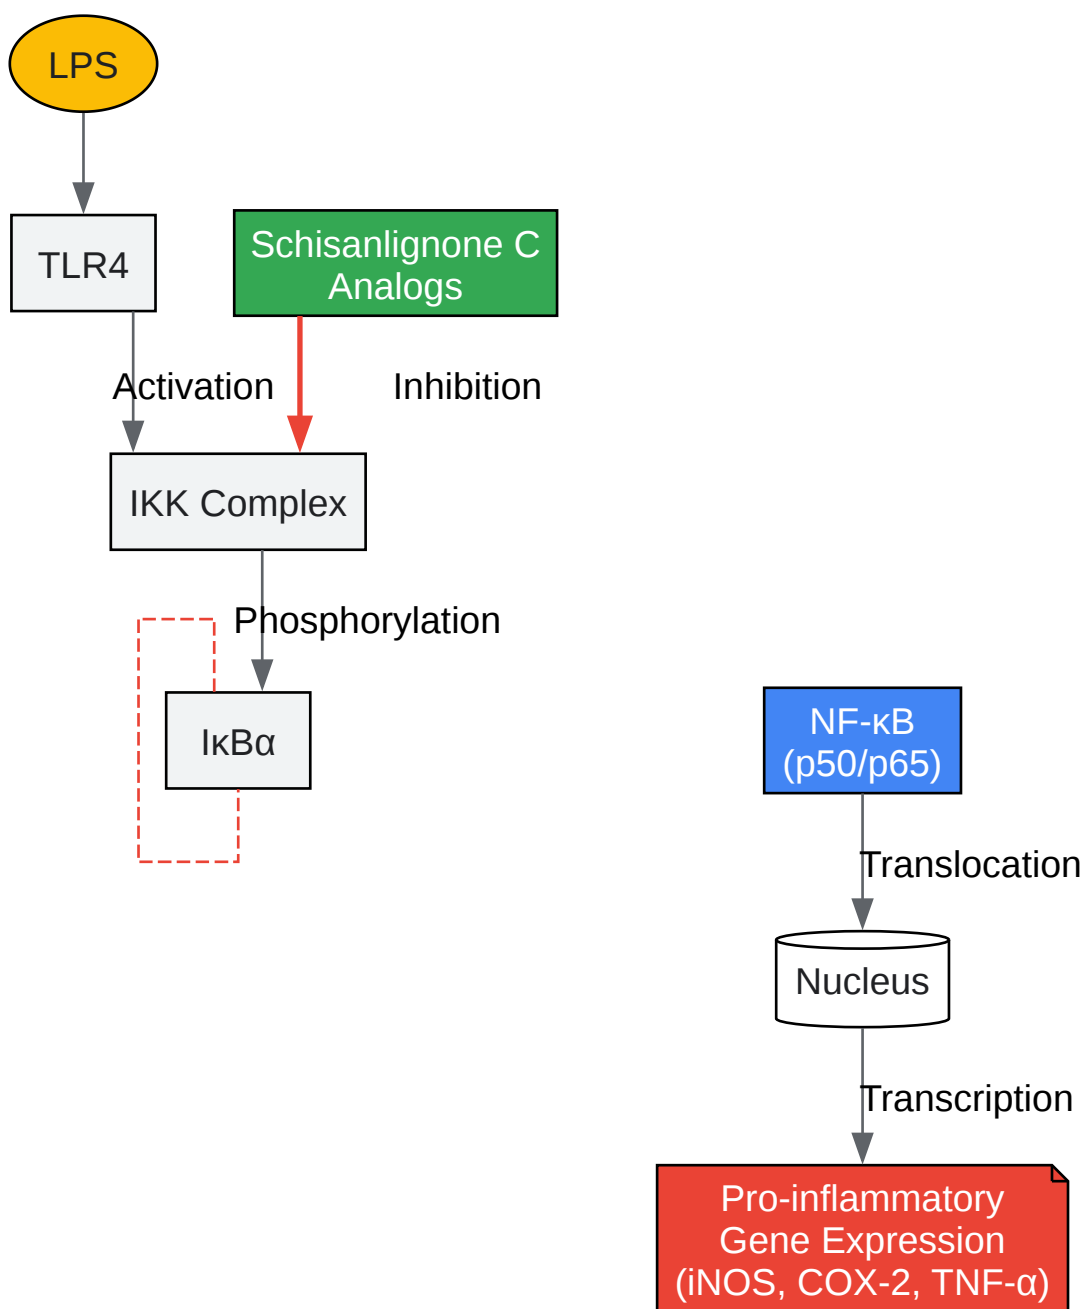 LPS
TLR4
Schisanlignone C
Analogs
Activation
Inhibition
IKK Complex
Phosphorylation
IκBα
NF-κB
(p50/p65)
Translocation
Nucleus
Transcription
Pro-inflammatory
Gene Expression
(iNOS, COX-2, TNF-α)